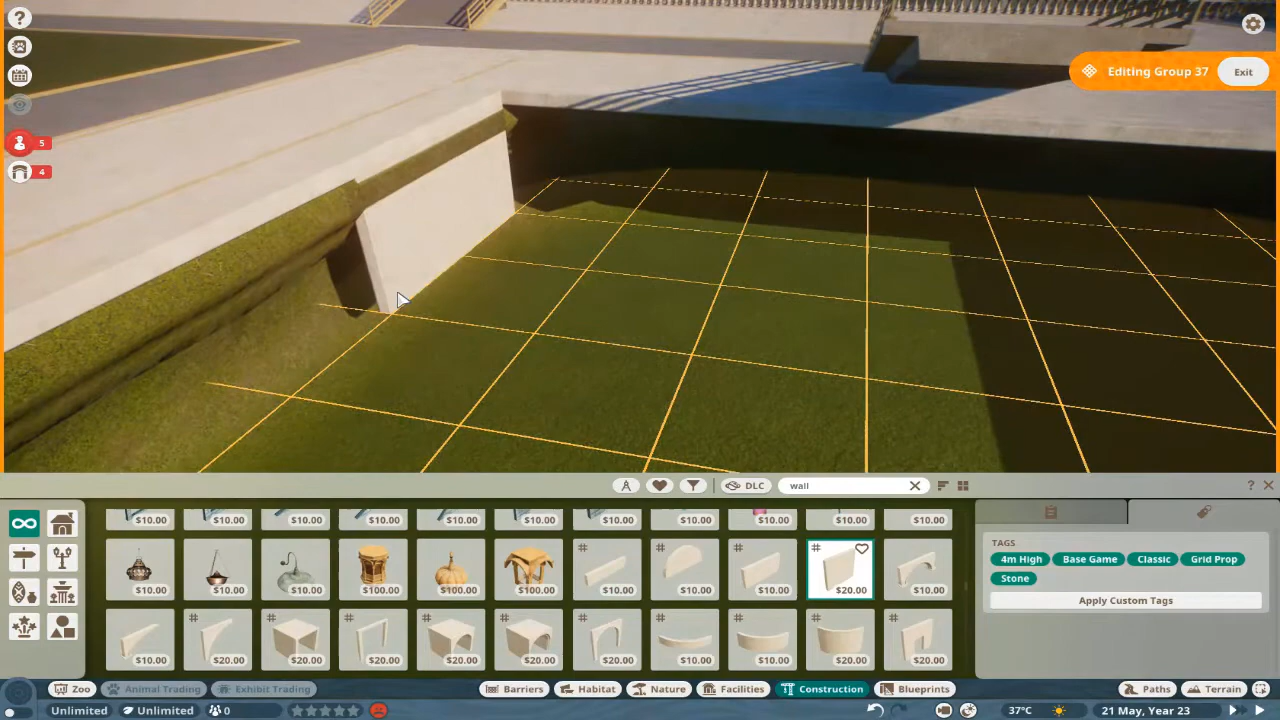 ?
Editing Group 37 Exit
5
4
DLC wall
?
$10.00 $10.00 $10.00 $10.00 $10.00 $10.00 $10.00 $10.00 $10.00 $10.00 $10.00
$10.00 $10.00 $10.00 $100.00 $10.00 $100.00 $10.00 $10.00 $10.00 $20.00 $10.00
$10.00 $20.00 $20.00 $20.00 $20.00 $20.00 $20.00 $10.00 $10.00 $20.00 $20.00
TAGS
4m High Base Game Classic Grid Prop
Stone
Apply Custom Tags
Zoo Animal Trading Exhibit Trading Barriers Habitat Nature Facilities Construction Blueprints Paths Terrain
Unlimited Unlimited 0 37°C 21 May, Year 23